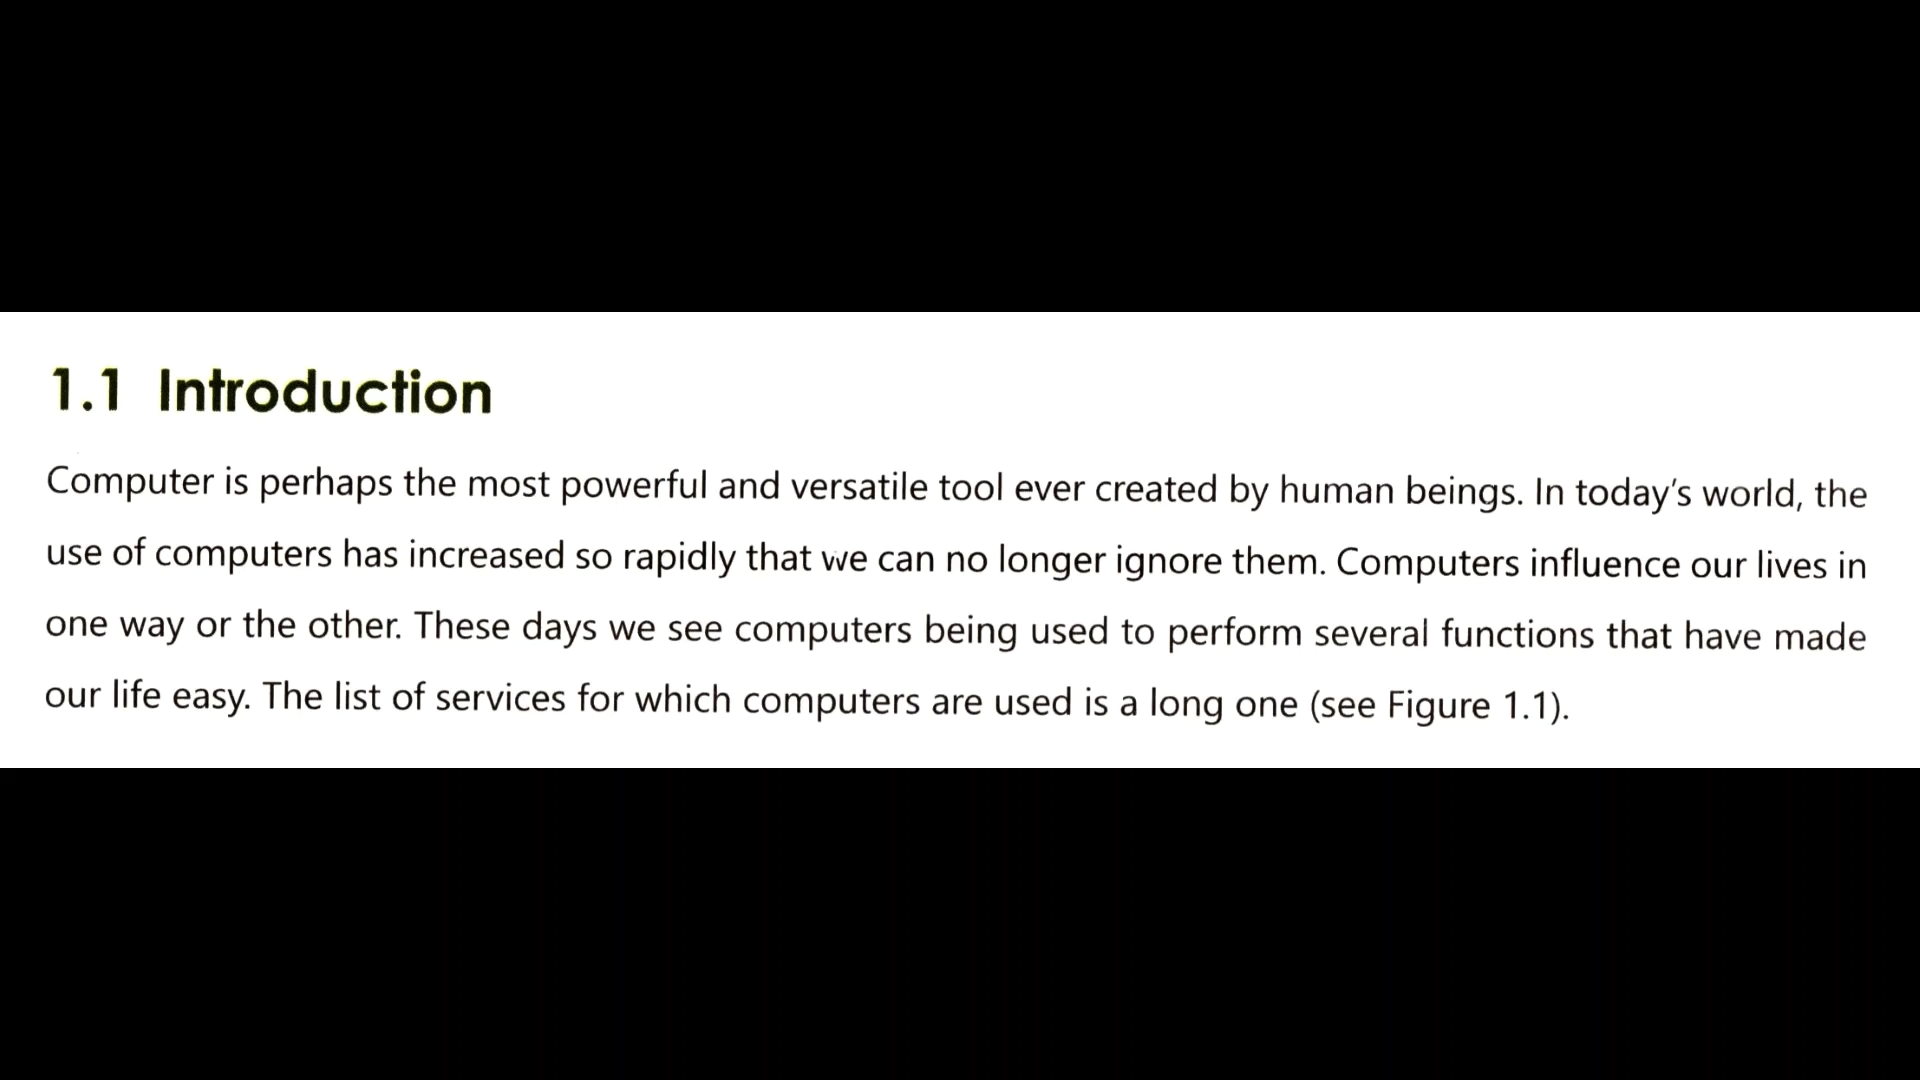 1.1 Introduction
Computer is perhaps the most powerful and versatile tool ever created by human beings. In today's world, the
use of computers has increased so rapidly that we can no longer ignore them. Computers influence our lives in
one way or the other. These days we see computers being used to perform several functions that have made
our life easy. The list of services for which computers are used is a long one (see Figure 1.1).